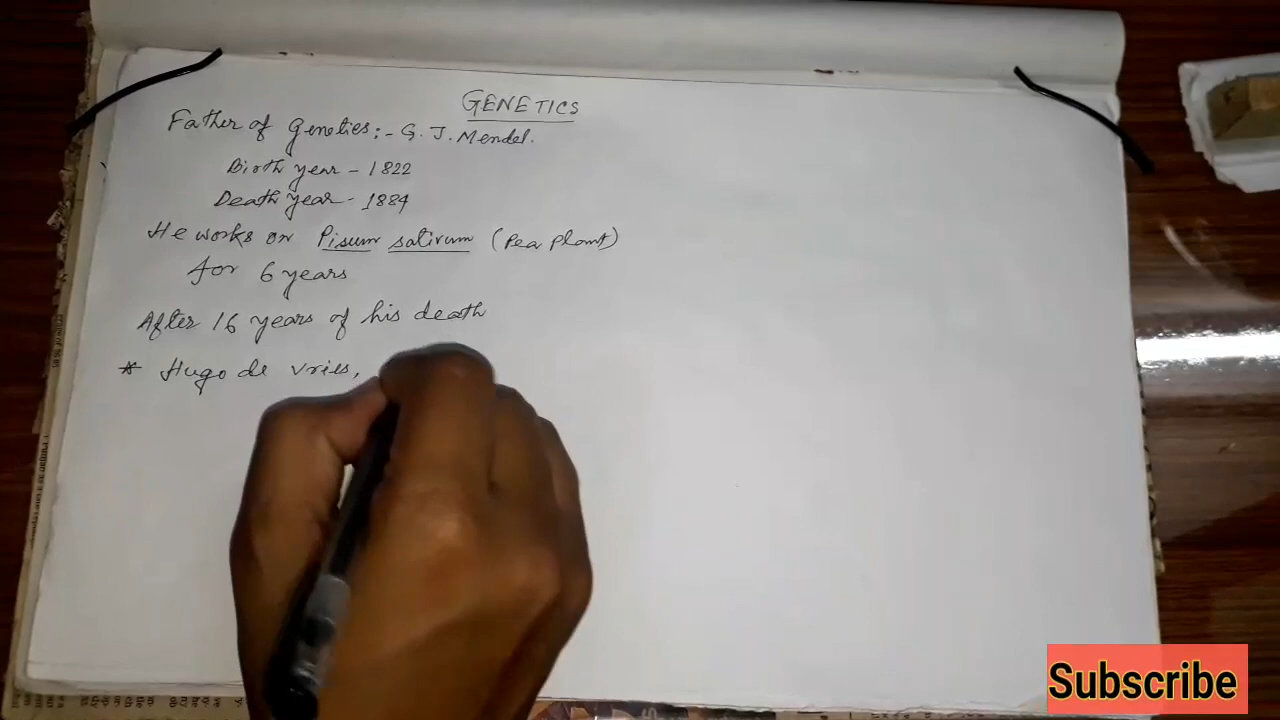 GENETICS
Father of Genetics:- G. J. Mendel.
Birth year - 1822
Death year - 1884
He works on Pisum sativum (Pea plant)
for 6 years
After 16 years of his death
* Hugo de Vries,
Subscribe